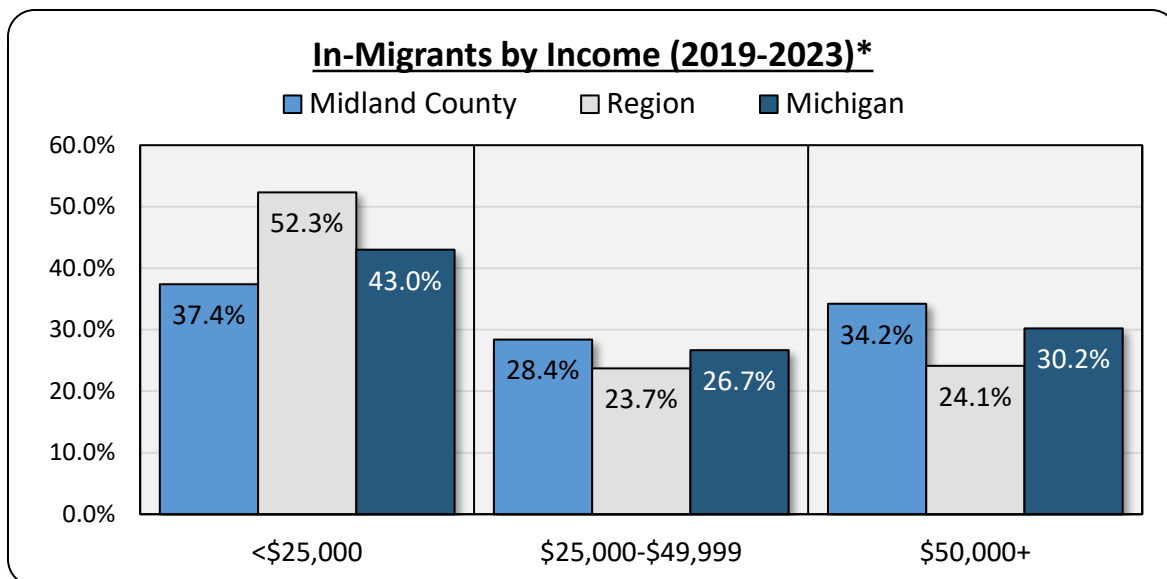 In-Migrants by Income (2019-2023)*
Midland County Region Michigan
60.0%
50.0%
40.0%
30.0%
20.0%
10.0%
0.0%
37.4% 52.3% 43.0%
28.4% 23.7% 26.7%
34.2% 24.1% 30.2%
<$25,000 $25,000-$49,999 $50,000+